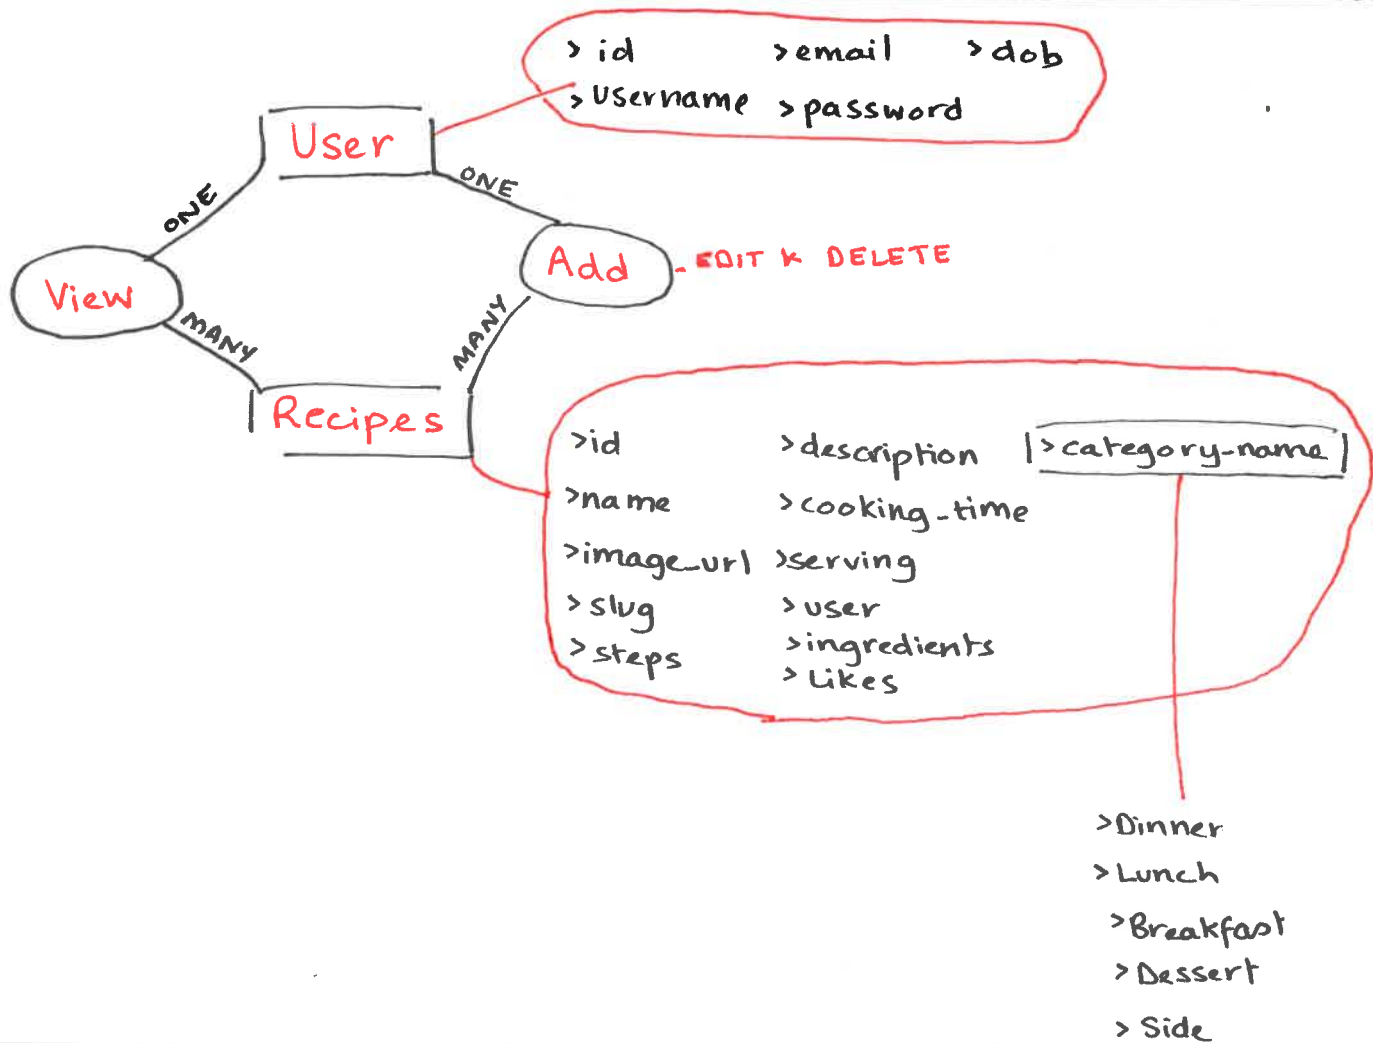 > id >email >dob
>username >password
User
ONE
ONE
View
Add
- EDIT & DELETE
MANY
MANY
Recipes
>id >description >category-name
>name >cooking-time
>image_url >serving
>slug >user
>steps >ingredients
>Likes
>Dinner
>Lunch
>Breakfast
>Dessert
>Side